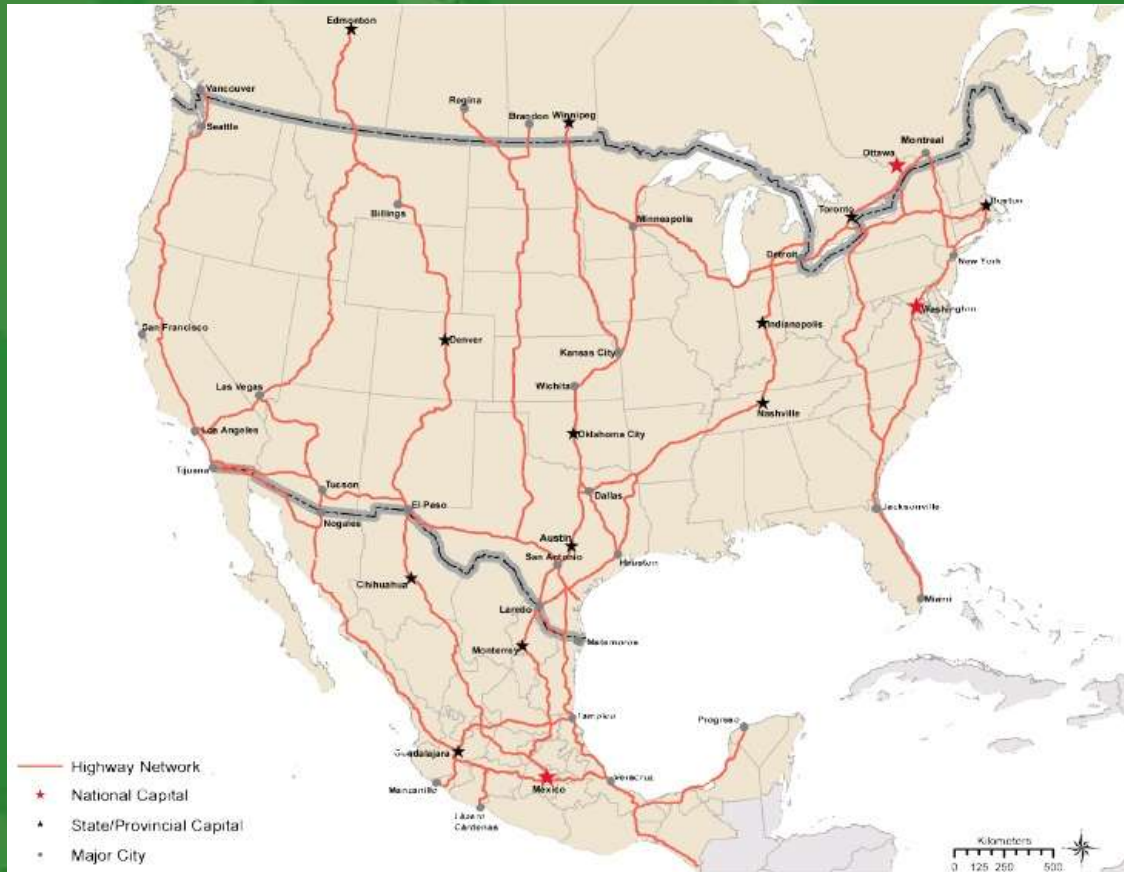 Edmonton
Vancouver
Seattle
Regina
Brandon
Winnipeg
Montreal
Ottawa
Toronto
Boston
Billings
Minneapolis
Detroit
New York
San Francisco
Denver
Indianapolis
Washington
Kansas City
Las Vegas
Wichita
Nashville
Los Angeles
Oklahoma City
Tijuana
Tucson
Dallas
El Paso
Nogales
Jacksonville
Austin
San Antonio
Houston
Chihuahua
Laredo
Miami
Matamoros
Monterrey
Tampico
Progreso
Guadalajara
Manzanillo
México
Veracruz
Lázaro
Cárdenas
Highway Network
National Capital
State/Provincial Capital
Major City
Kilometers
0 125 250 500